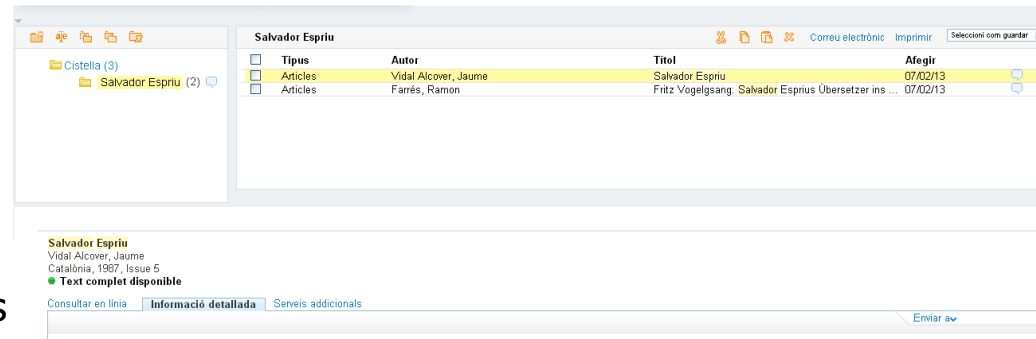 aje
Salvador Espriu
Correu electrònic Imprimir Seleccioni com guardar
Cistella (3)
Salvador Espriu (2)
Tipus Autor Títol Afegir
Articles Vidal Alcover, Jaume Salvador Espriu 07/02/13
Articles Farrés, Ramon Fritz Vogelgsang: Salvador Esprius Übersetzer ins ... 07/02/13
Salvador Espriu
Vidal Alcover, Jaume
Catalònia, 1987, Issue 5
Text complet disponible
s
Consultar en línia Informació detallada Serveis addicionals
Enviar a